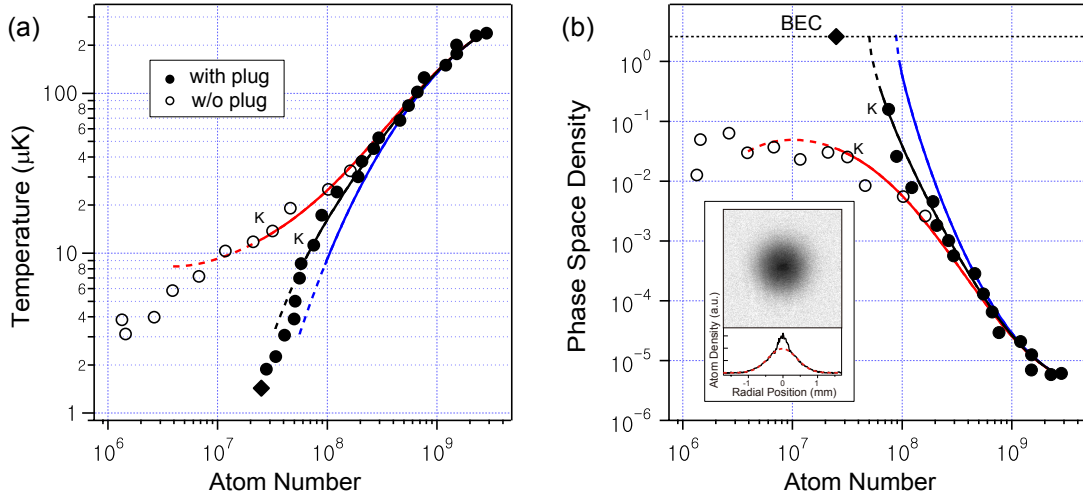 (a)
Temperature (μK)
100
8
6
4
2
10
8
6
4
2
1
with plug
w/o plug
K
K
10^6
10^7
10^8
10^9
Atom Number
(b)
Phase Space Density
10^0
10^-1
10^-2
10^-3
10^-4
10^-5
10^-6
BEC
K
K
Atom Density (a.u.)
-1
0
1
Radial Position (mm)
10^6
10^7
10^8
10^9
Atom Number